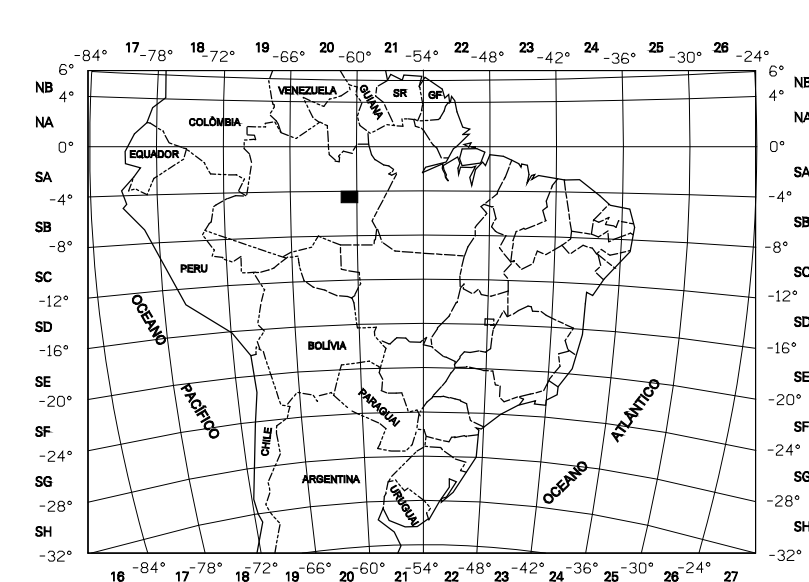 17 18 19 20 21 22 23 24 25 26
-84° -78° -72° -66° -60° -54° -48° -42° -36° -30° -24°
6° 6°
NB NB
4° 4°
VENEZUELA GUIANA SR GF
NA COLÔMBIA NA
0° 0°
EQUADOR
SA SA
-4° -4°
SB SB
-8° -8°
PERU
SC SC
-12° -12°
OCEANO
SD SD
BOLÍVIA
-16° -16°
SE SE
PACÍFICO PARAGUAI ATLÂNTICO
-20° -20°
SF CHILE SF
-24° -24°
SG ARGENTINA OCEANO SG
URUGUAI
-28° -28°
SH SH
-32° -32°
-84° -78° -72° -66° -60° -54° -48° -42° -36° -30°
16 17 18 19 20 21 22 23 24 25 26 27